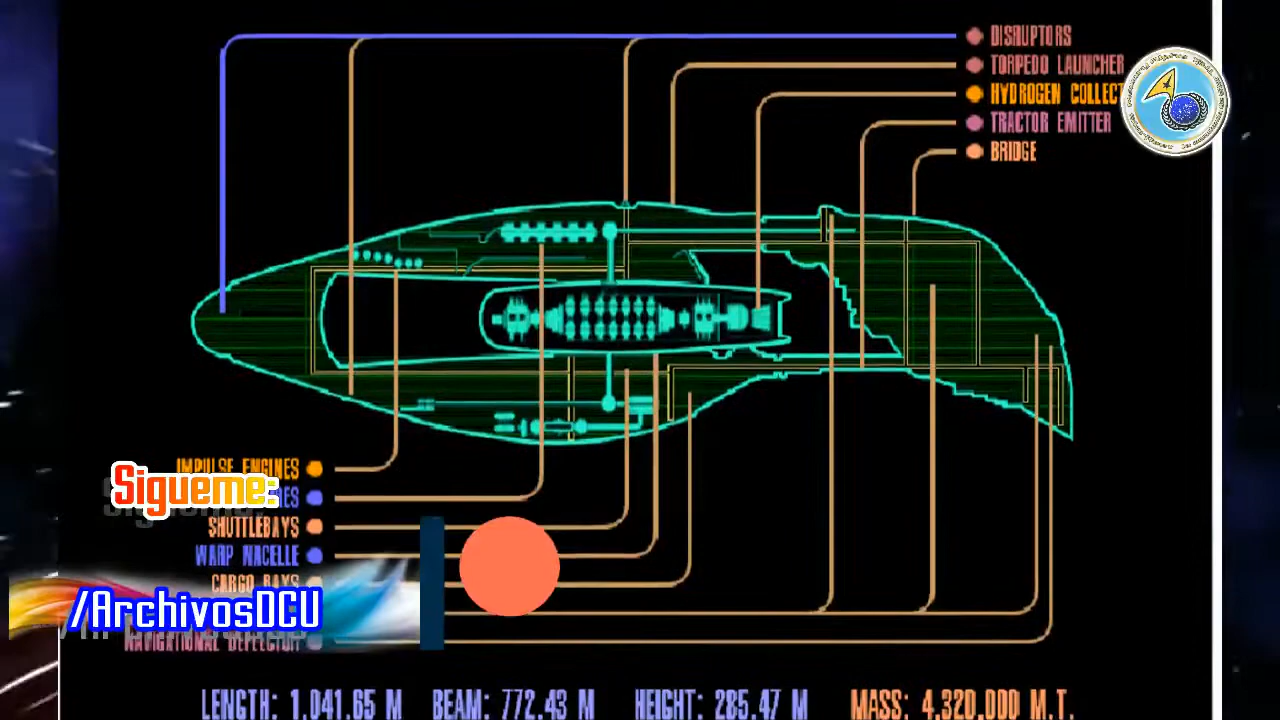 DISRUPTORS
TORPEDO LAUNCHER
HYDROGEN COLLECT
TRACTOR EMITTER
BRIDGE
IMPULSE ENGINES
Sigueme:
SHUTTLEBAYS
WARP NACELLE
CARGO BAYS
/ArchivosDCU
NAVIGATIONAL DEFLECTOR
LENGTH: 1,041.65 M BEAM: 772.43 M HEIGHT: 285.47 M MASS: 4,320,000 M.T.